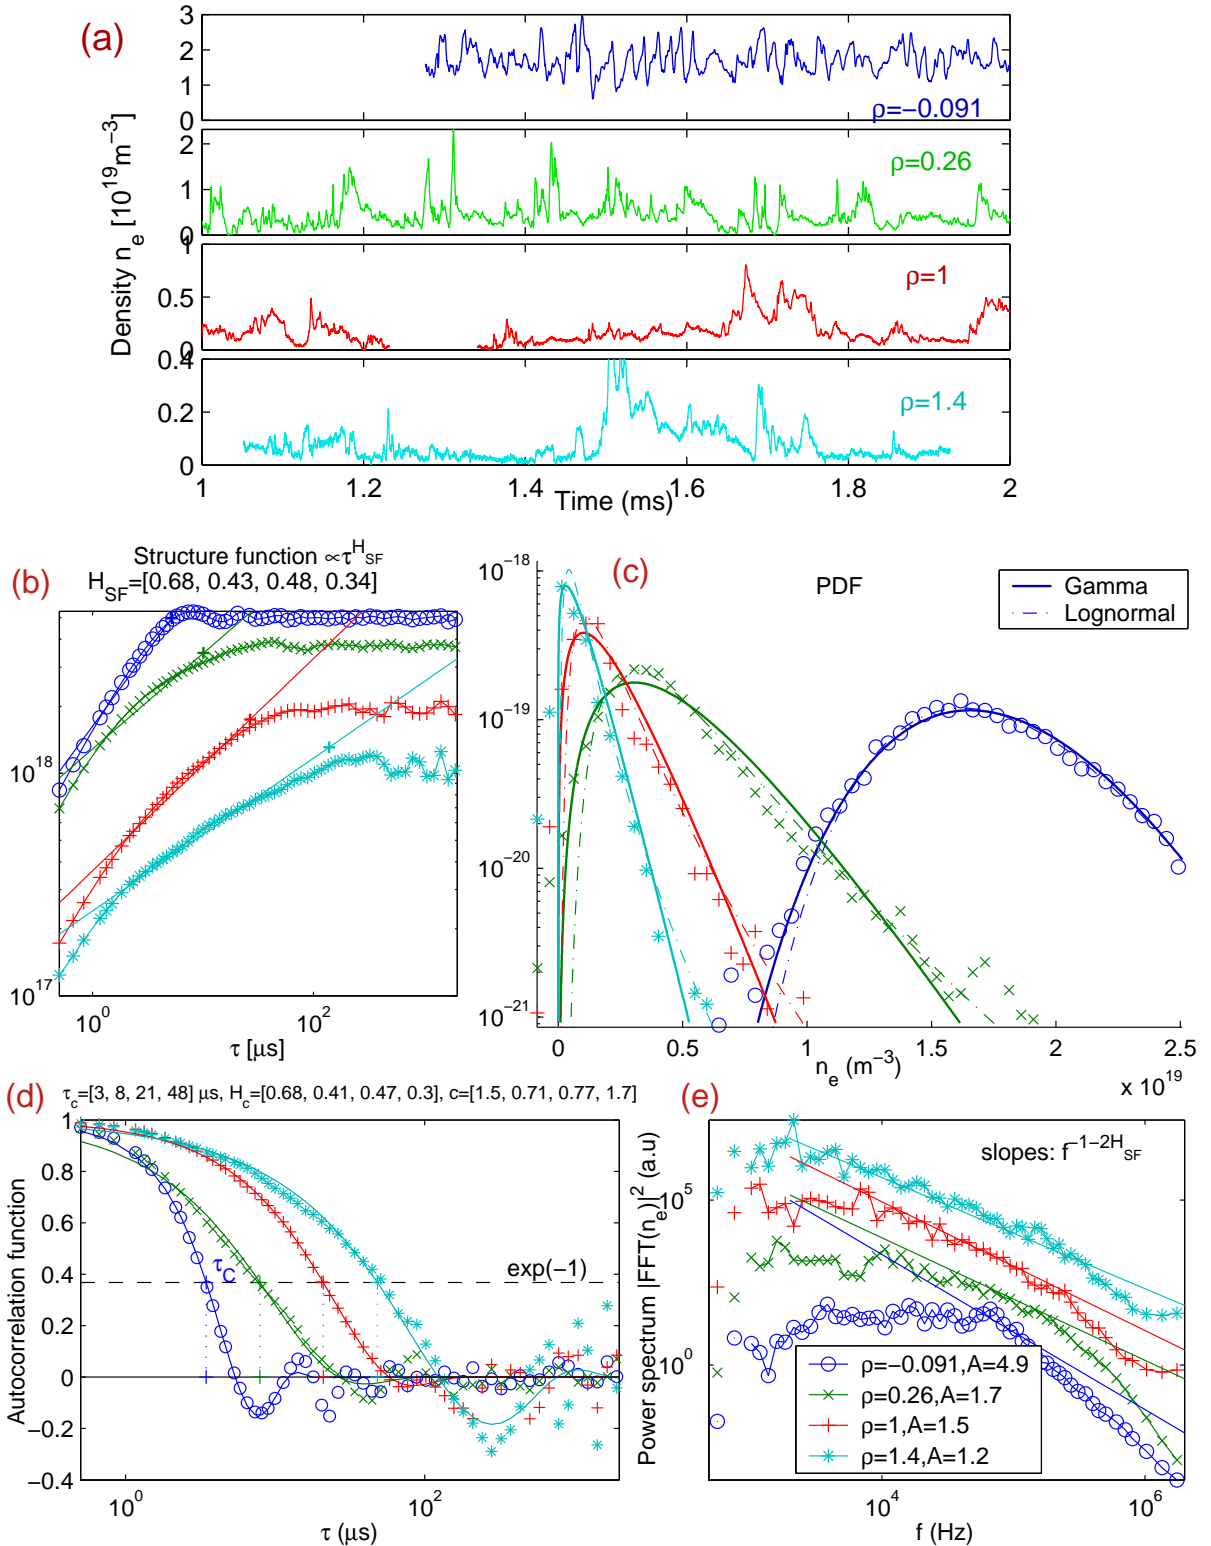 (a)
Density n_e [10^19 m^−3]
3
2
1
0
ρ=−0.091
2
1
0
ρ=0.26
1
0.5
0
ρ=1
0.4
0.2
0
ρ=1.4
1 1.2 1.4 1.6 1.8 2
Time (ms)
(b)
Structure function ∝τ^H_SF
H_SF=[0.68, 0.43, 0.48, 0.34]
10^18
10^17
10^0 10^2
τ [µs]
(c)
PDF
Gamma
Lognormal
10^−18
10^−19
10^−20
10^−21
0 0.5 1 1.5 2 2.5
n_e (m^−3)
x 10^19
(d)
τ_c=[3, 8, 21, 48] µs, H_c=[0.68, 0.41, 0.47, 0.3], c=[1.5, 0.71, 0.77, 1.7]
Autocorrelation function
1
0.8
0.6
0.4
0.2
0
−0.2
−0.4
τ_C
exp(−1)
10^0 10^2
τ (µs)
(e)
slopes: f^−1−2H_SF
Power spectrum |FFT(n_e)|^2 (a.u)
10^5
10^0
ρ=−0.091,A=4.9
ρ=0.26,A=1.7
ρ=1,A=1.5
ρ=1.4,A=1.2
10^4 10^6
f (Hz)